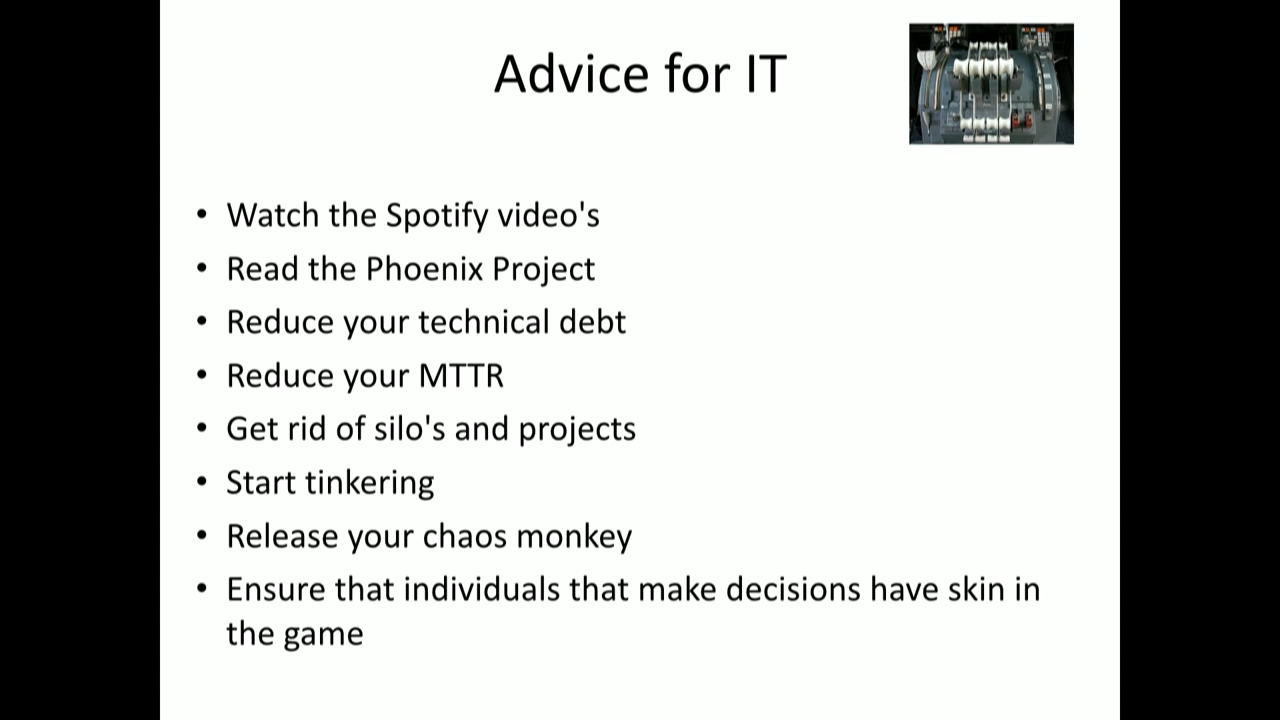 Advice for IT
• Watch the Spotify video's
• Read the Phoenix Project
• Reduce your technical debt
• Reduce your MTTR
• Get rid of silo's and projects
• Start tinkering
• Release your chaos monkey
• Ensure that individuals that make decisions have skin in
the game